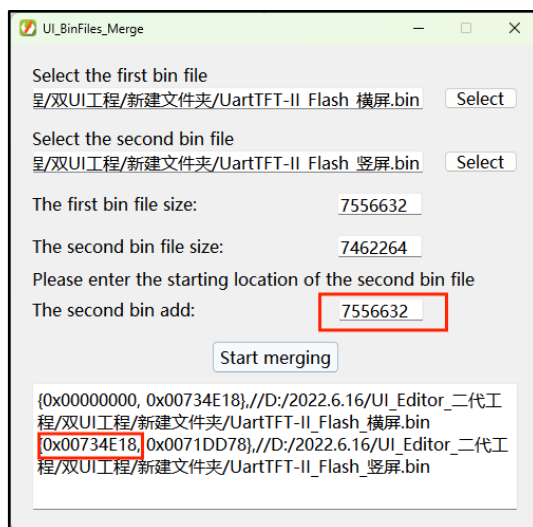 UI_BinFiles_Merge
Select the first bin file
程/双UI工程/新建文件夹/UartTFT-II_Flash_横屏.bin Select
Select the second bin file
程/双UI工程/新建文件夹/UartTFT-II_Flash_竖屏.bin Select
The first bin file size: 7556632
The second bin file size: 7462264
Please enter the starting location of the second bin file
The second bin add: 7556632
Start merging
{0x00000000, 0x00734E18},//D:/2022.6.16/UI_Editor_二代工
程/双UI工程/新建文件夹/UartTFT-II_Flash_横屏.bin
{0x00734E18, 0x0071DD78},//D:/2022.6.16/UI_Editor_二代工
程/双UI工程/新建文件夹/UartTFT-II_Flash_竖屏.bin